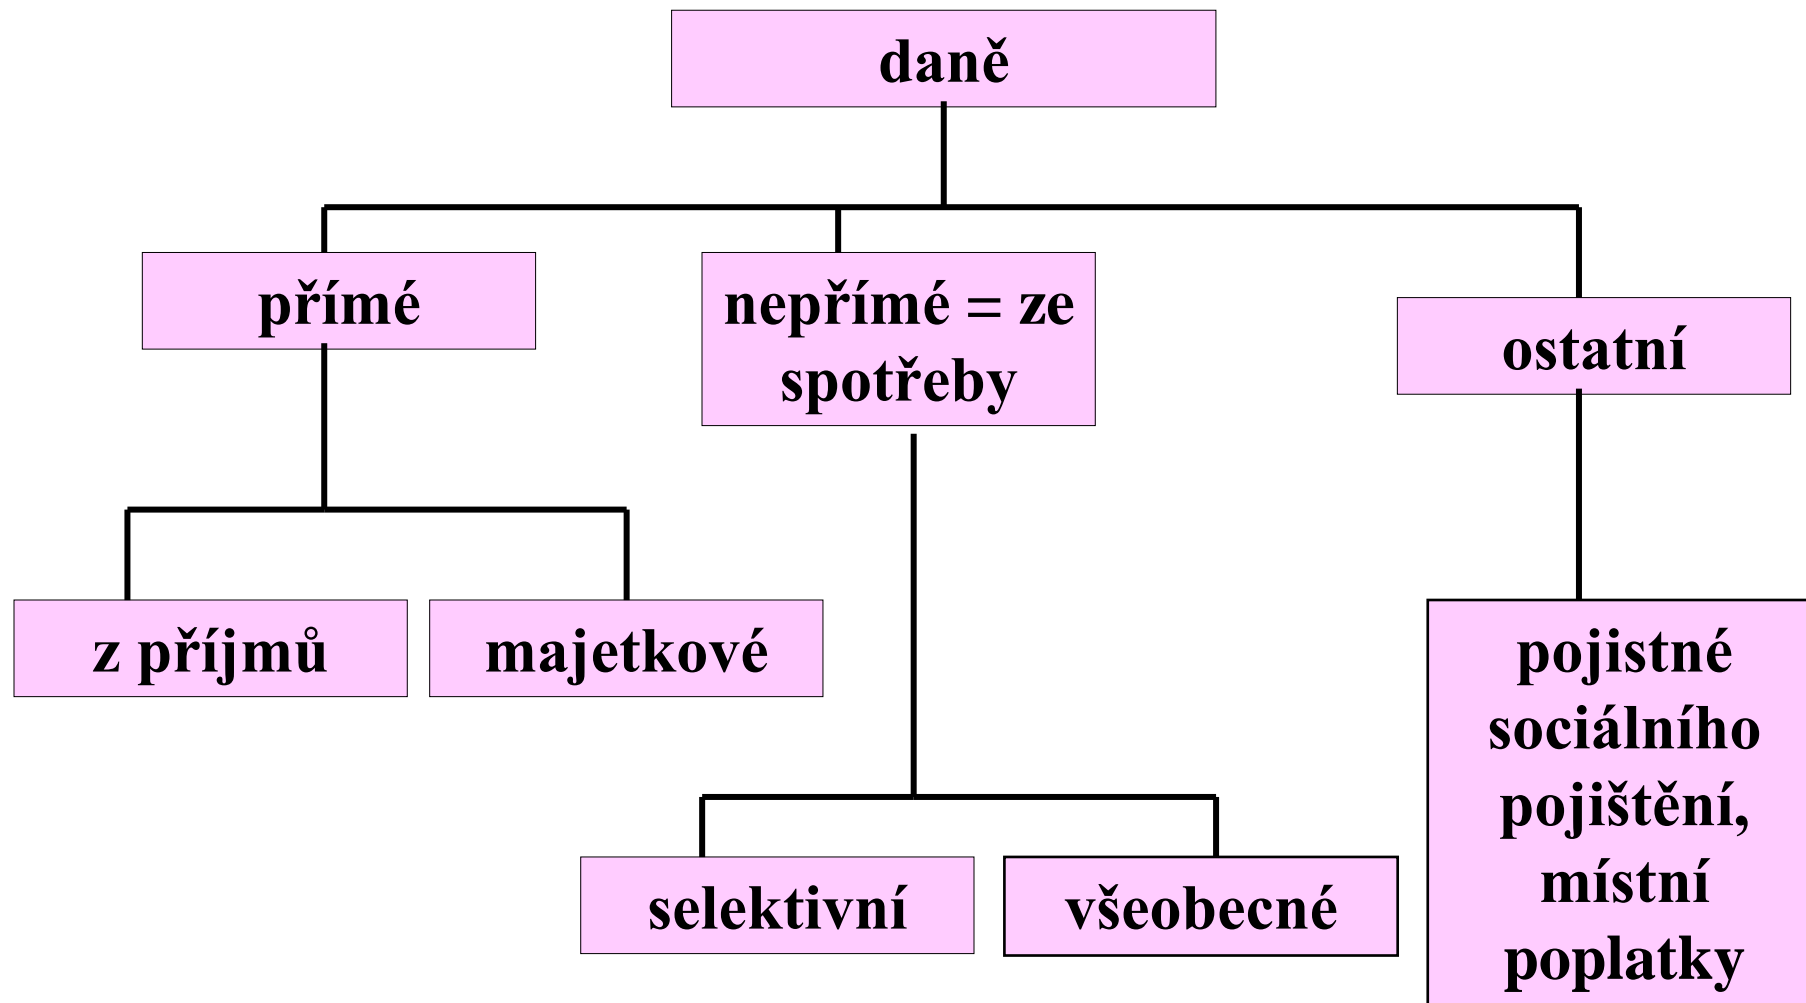 daně
přímé
nepřímé = ze
spotřeby
ostatní
z příjmů
majetkové
pojistné
sociálního
pojištění,
místní
poplatky
selektivní
všeobecné